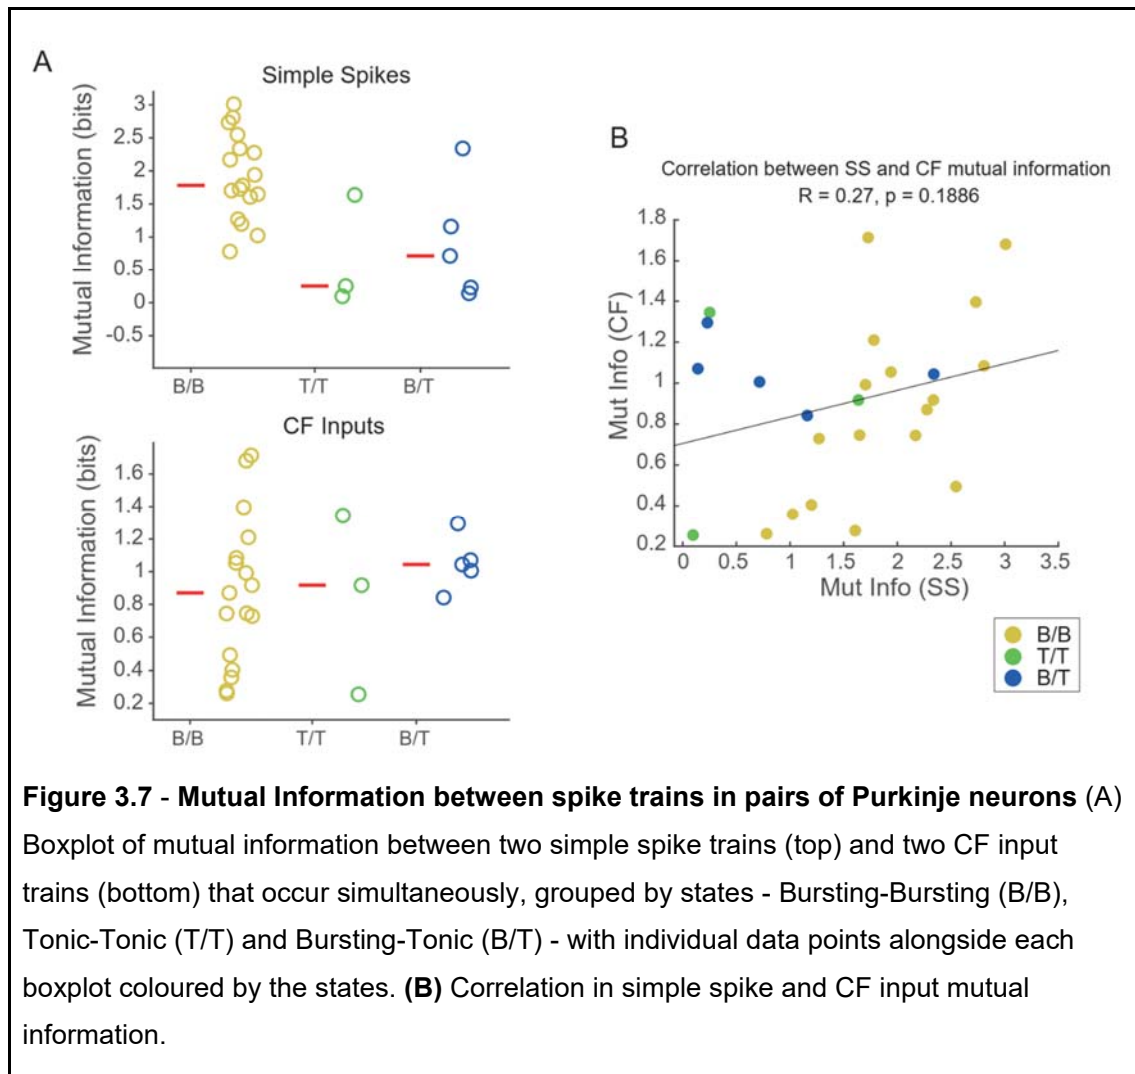 A
Simple Spikes
Mutual Information (bits)
3
2.5
2
1.5
1
0.5
0
-0.5
B/B
T/T
B/T
CF Inputs
Mutual Information (bits)
1.6
1.4
1.2
1
0.8
0.6
0.4
0.2
B/B
T/T
B/T
B
Correlation between SS and CF mutual information
R = 0.27, p = 0.1886
Mut Info (CF)
1.8
1.6
1.4
1.2
1
0.8
0.6
0.4
0.2
0 0.5 1 1.5 2 2.5 3 3.5
Mut Info (SS)
B/B
T/T
B/T
Figure 3.7 - Mutual Information between spike trains in pairs of Purkinje neurons (A)
Boxplot of mutual information between two simple spike trains (top) and two CF input
trains (bottom) that occur simultaneously, grouped by states - Bursting-Bursting (B/B),
Tonic-Tonic (T/T) and Bursting-Tonic (B/T) - with individual data points alongside each
boxplot coloured by the states. (B) Correlation in simple spike and CF input mutual
information.